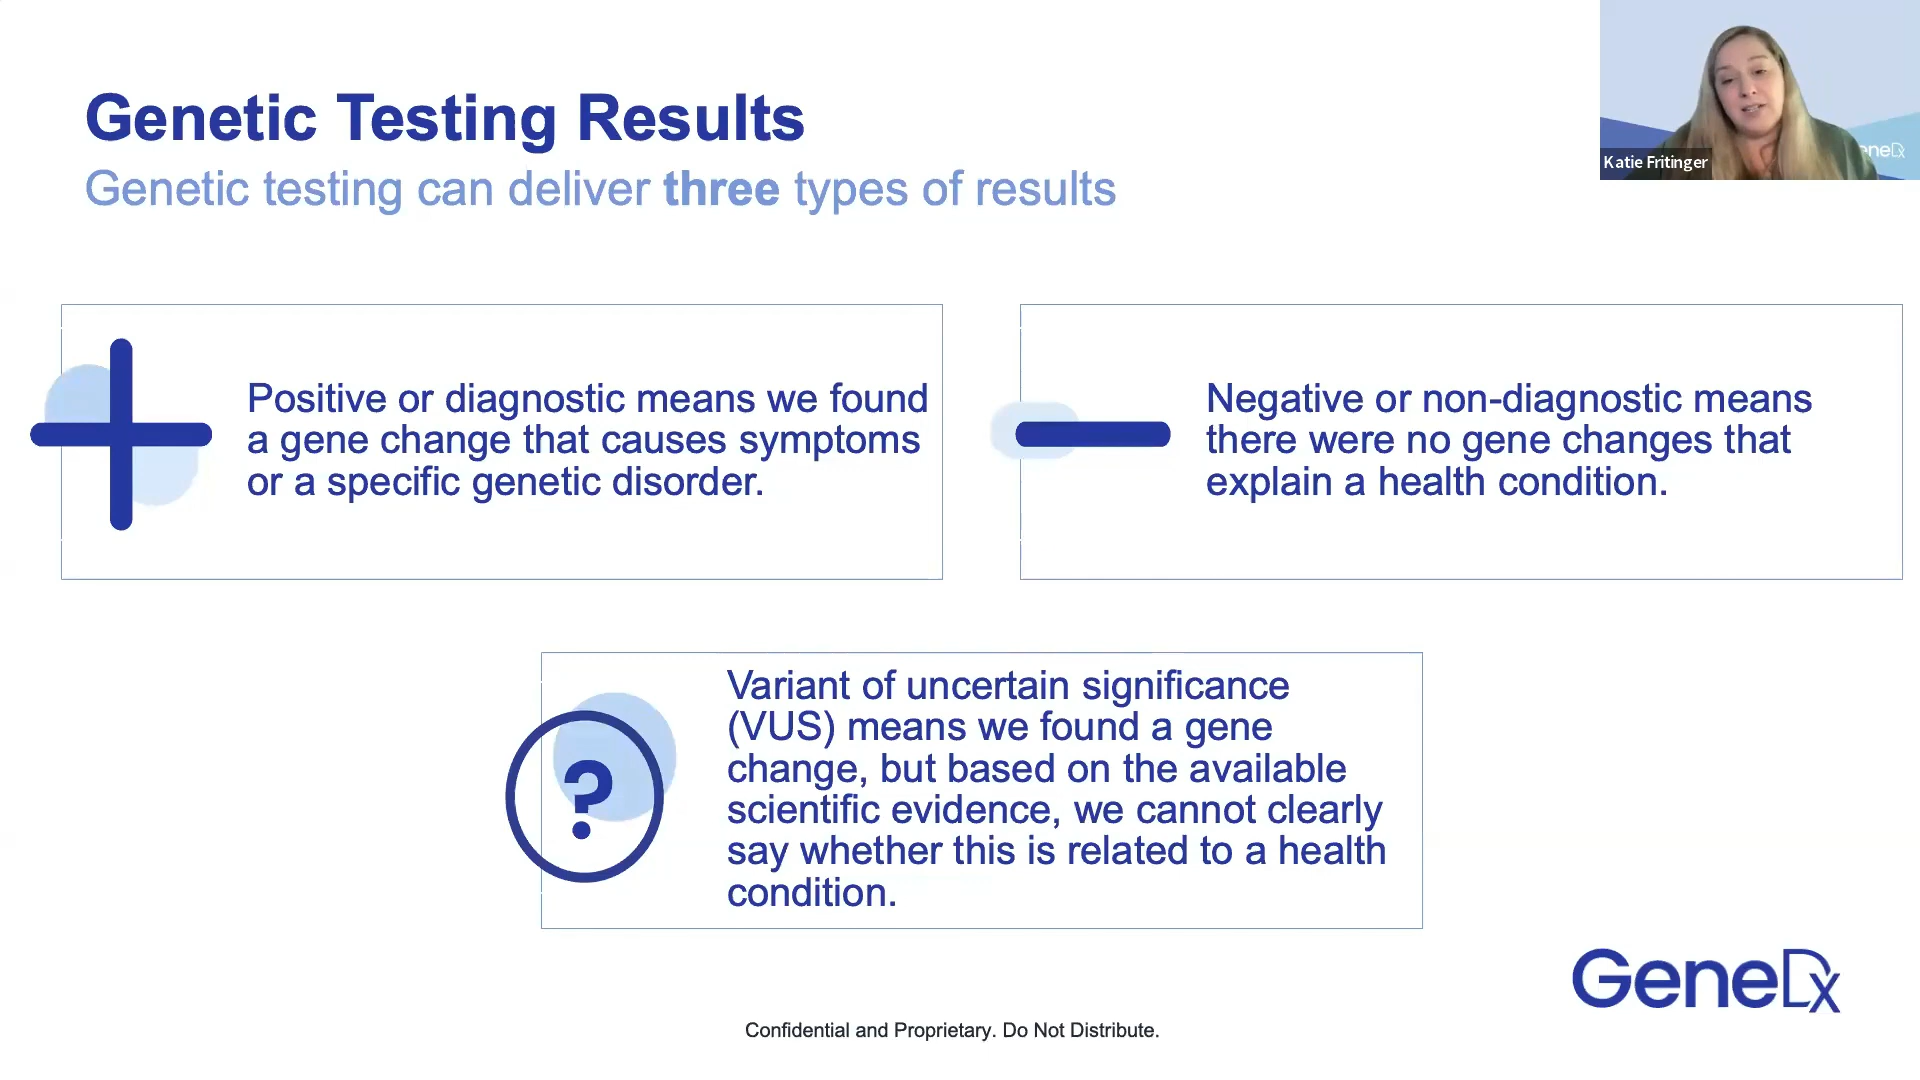 Genetic Testing Results
Genetic testing can deliver three types of results
eneDx
Katie Fritinger
Positive or diagnostic means we found
a gene change that causes symptoms
or a specific genetic disorder.
Negative or non-diagnostic means
there were no gene changes that
explain a health condition.
?
Variant of uncertain significance
(VUS) means we found a gene
change, but based on the available
scientific evidence, we cannot clearly
say whether this is related to a health
condition.
GeneDx
Confidential and Proprietary. Do Not Distribute.